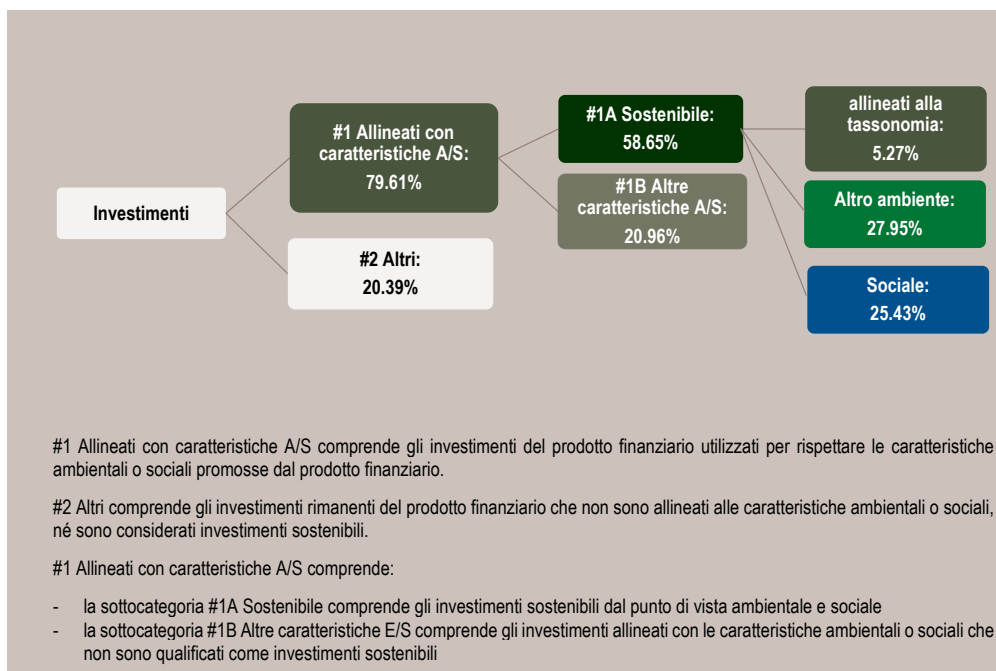 Investimenti
#1 Allineati con
caratteristiche A/S:
79.61%
#2 Altri:
20.39%
#1A Sostenibile:
58.65%
#1B Altre
caratteristiche A/S:
20.96%
allineati alla
tassonomia:
5.27%
Altro ambiente:
27.95%
Sociale:
25.43%
#1 Allineati con caratteristiche A/S comprende gli investimenti del prodotto finanziario utilizzati per rispettare le caratteristiche
ambientali o sociali promosse dal prodotto finanziario.
#2 Altri comprende gli investimenti rimanenti del prodotto finanziario che non sono allineati alle caratteristiche ambientali o sociali,
né sono considerati investimenti sostenibili.
#1 Allineati con caratteristiche A/S comprende:
- la sottocategoria #1A Sostenibile comprende gli investimenti sostenibili dal punto di vista ambientale e sociale
- la sottocategoria #1B Altre caratteristiche E/S comprende gli investimenti allineati con le caratteristiche ambientali o sociali che
non sono qualificati come investimenti sostenibili